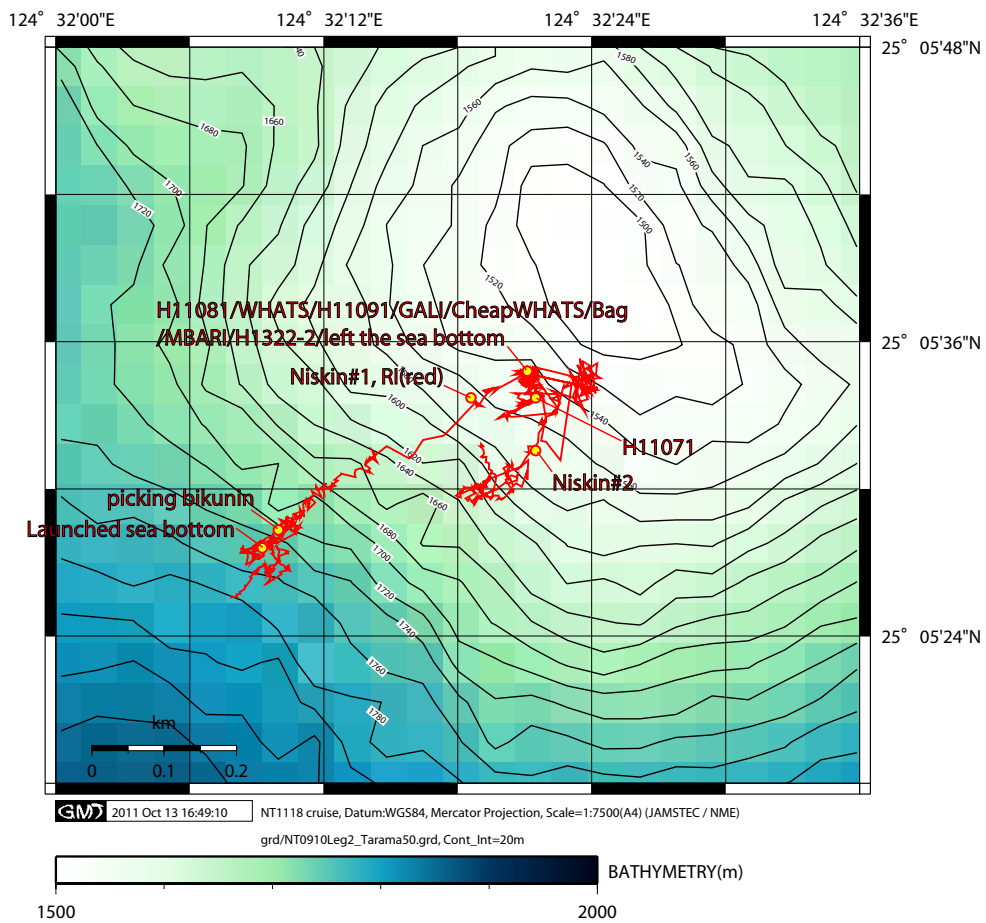 124° 32'00"E
124° 32'12"E
124° 32'24"E
124° 32'36"E
25° 05'48"N
1580
1560
1660
1680
1540
1560
1520
1700
1500
1720
1520
H11081/WHATS/H11091/GALI/CheapWHATS/Bag
/MBARI/H1322-2/left the sea bottom
25° 05'36"N
Niskin#1, RI(red)
1600
1540
H11071
1620
1640
Niskin#2
picking bikunin
1660
Launched sea bottom
1680
1700
1720
1740
25° 05'24"N
1760
1780
km
0 0.1 0.2
GMT 2011 Oct 13 16:49:10 NT1118 cruise, Datum:WGS84, Mercator Projection, Scale=1:7500(A4) (JAMSTEC / NME)
grd/NT0910Leg2_Tarama50.grd, Cont_Int=20m
BATHYMETRY(m)
1500 2000